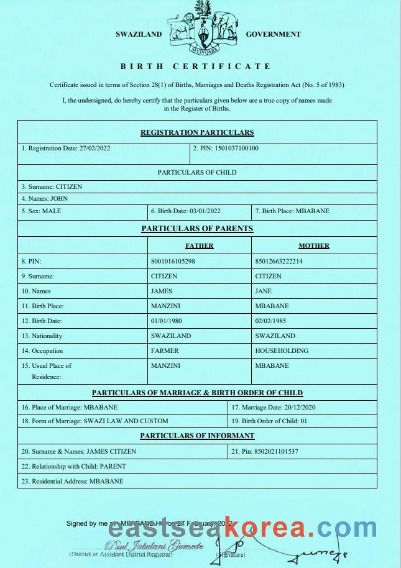 SWAZILAND GOVERNMENT
BIRTH CERTIFICATE
Certificate issued in terms of Section 28(1) of Births, Marriages and Deaths Registration Act (No. 5 of 1983)
I, the undersigned, do hereby certify that the particulars given below are a true copy of names made
in the Register of Births.
REGISTRATION PARTICULARS
1. Registration Date: 27/02/2022 2. PIN: 1501037100100
PARTICULARS OF CHILD
3. Surname: CITIZEN
4. Names: JOHN
5. Sex: MALE 6. Birth Date: 03/01/2022 7. Birth Place: MBABANE
PARTICULARS OF PARENTS
FATHER MOTHER
8. PIN: 8001016105298 85012663222214
9. Surname: CITIZEN CITIZEN
10. Names JAMES JANE
11. Birth Place: MANZINI MBABANE
12. Birth Date: 01/01/1980 02/02/1985
13. Nationality SWAZILAND SWAZILAND
14. Occupation FARMER HOUSEHOLDING
15. Usual Place of MANZINI MBABANE
Residence:
PARTICULARS OF MARRIAGE & BIRTH ORDER OF CHILD
16. Place of Marriage: MBABANE 17. Marriage Date: 20/12/2020
18. Form of Marriage: SWAZI LAW AND CUSTOM 19. Birth Order of Child: 01
PARTICULARS OF INFORMANT
20. Surname & Names: JAMES CITIZEN 21. Pin: 8502021101537
22. Relationship with Child: PARENT
23. Residential Address: MBABANE
Signed by me at MBABANE of February
eastseakorea.com
Paul Jabulani Gumede
(District or Assistant District Registrar) (Signature)